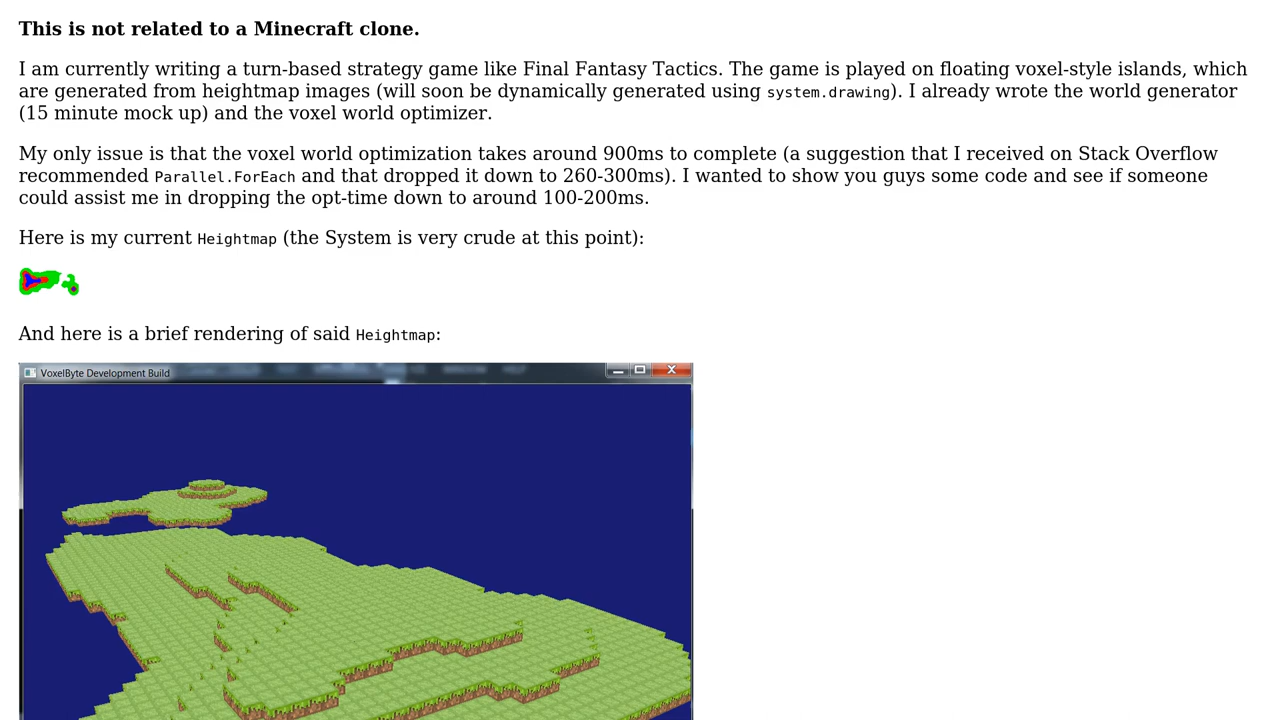 This is not related to a Minecraft clone.
I am currently writing a turn-based strategy game like Final Fantasy Tactics. The game is played on floating voxel-style islands, which
are generated from heightmap images (will soon be dynamically generated using system.drawing). I already wrote the world generator
(15 minute mock up) and the voxel world optimizer.
My only issue is that the voxel world optimization takes around 900ms to complete (a suggestion that I received on Stack Overflow
recommended Parallel.ForEach and that dropped it down to 260-300ms). I wanted to show you guys some code and see if someone
could assist me in dropping the opt-time down to around 100-200ms.
Here is my current Heightmap (the System is very crude at this point):
And here is a brief rendering of said Heightmap:
VoxelByte Development Build